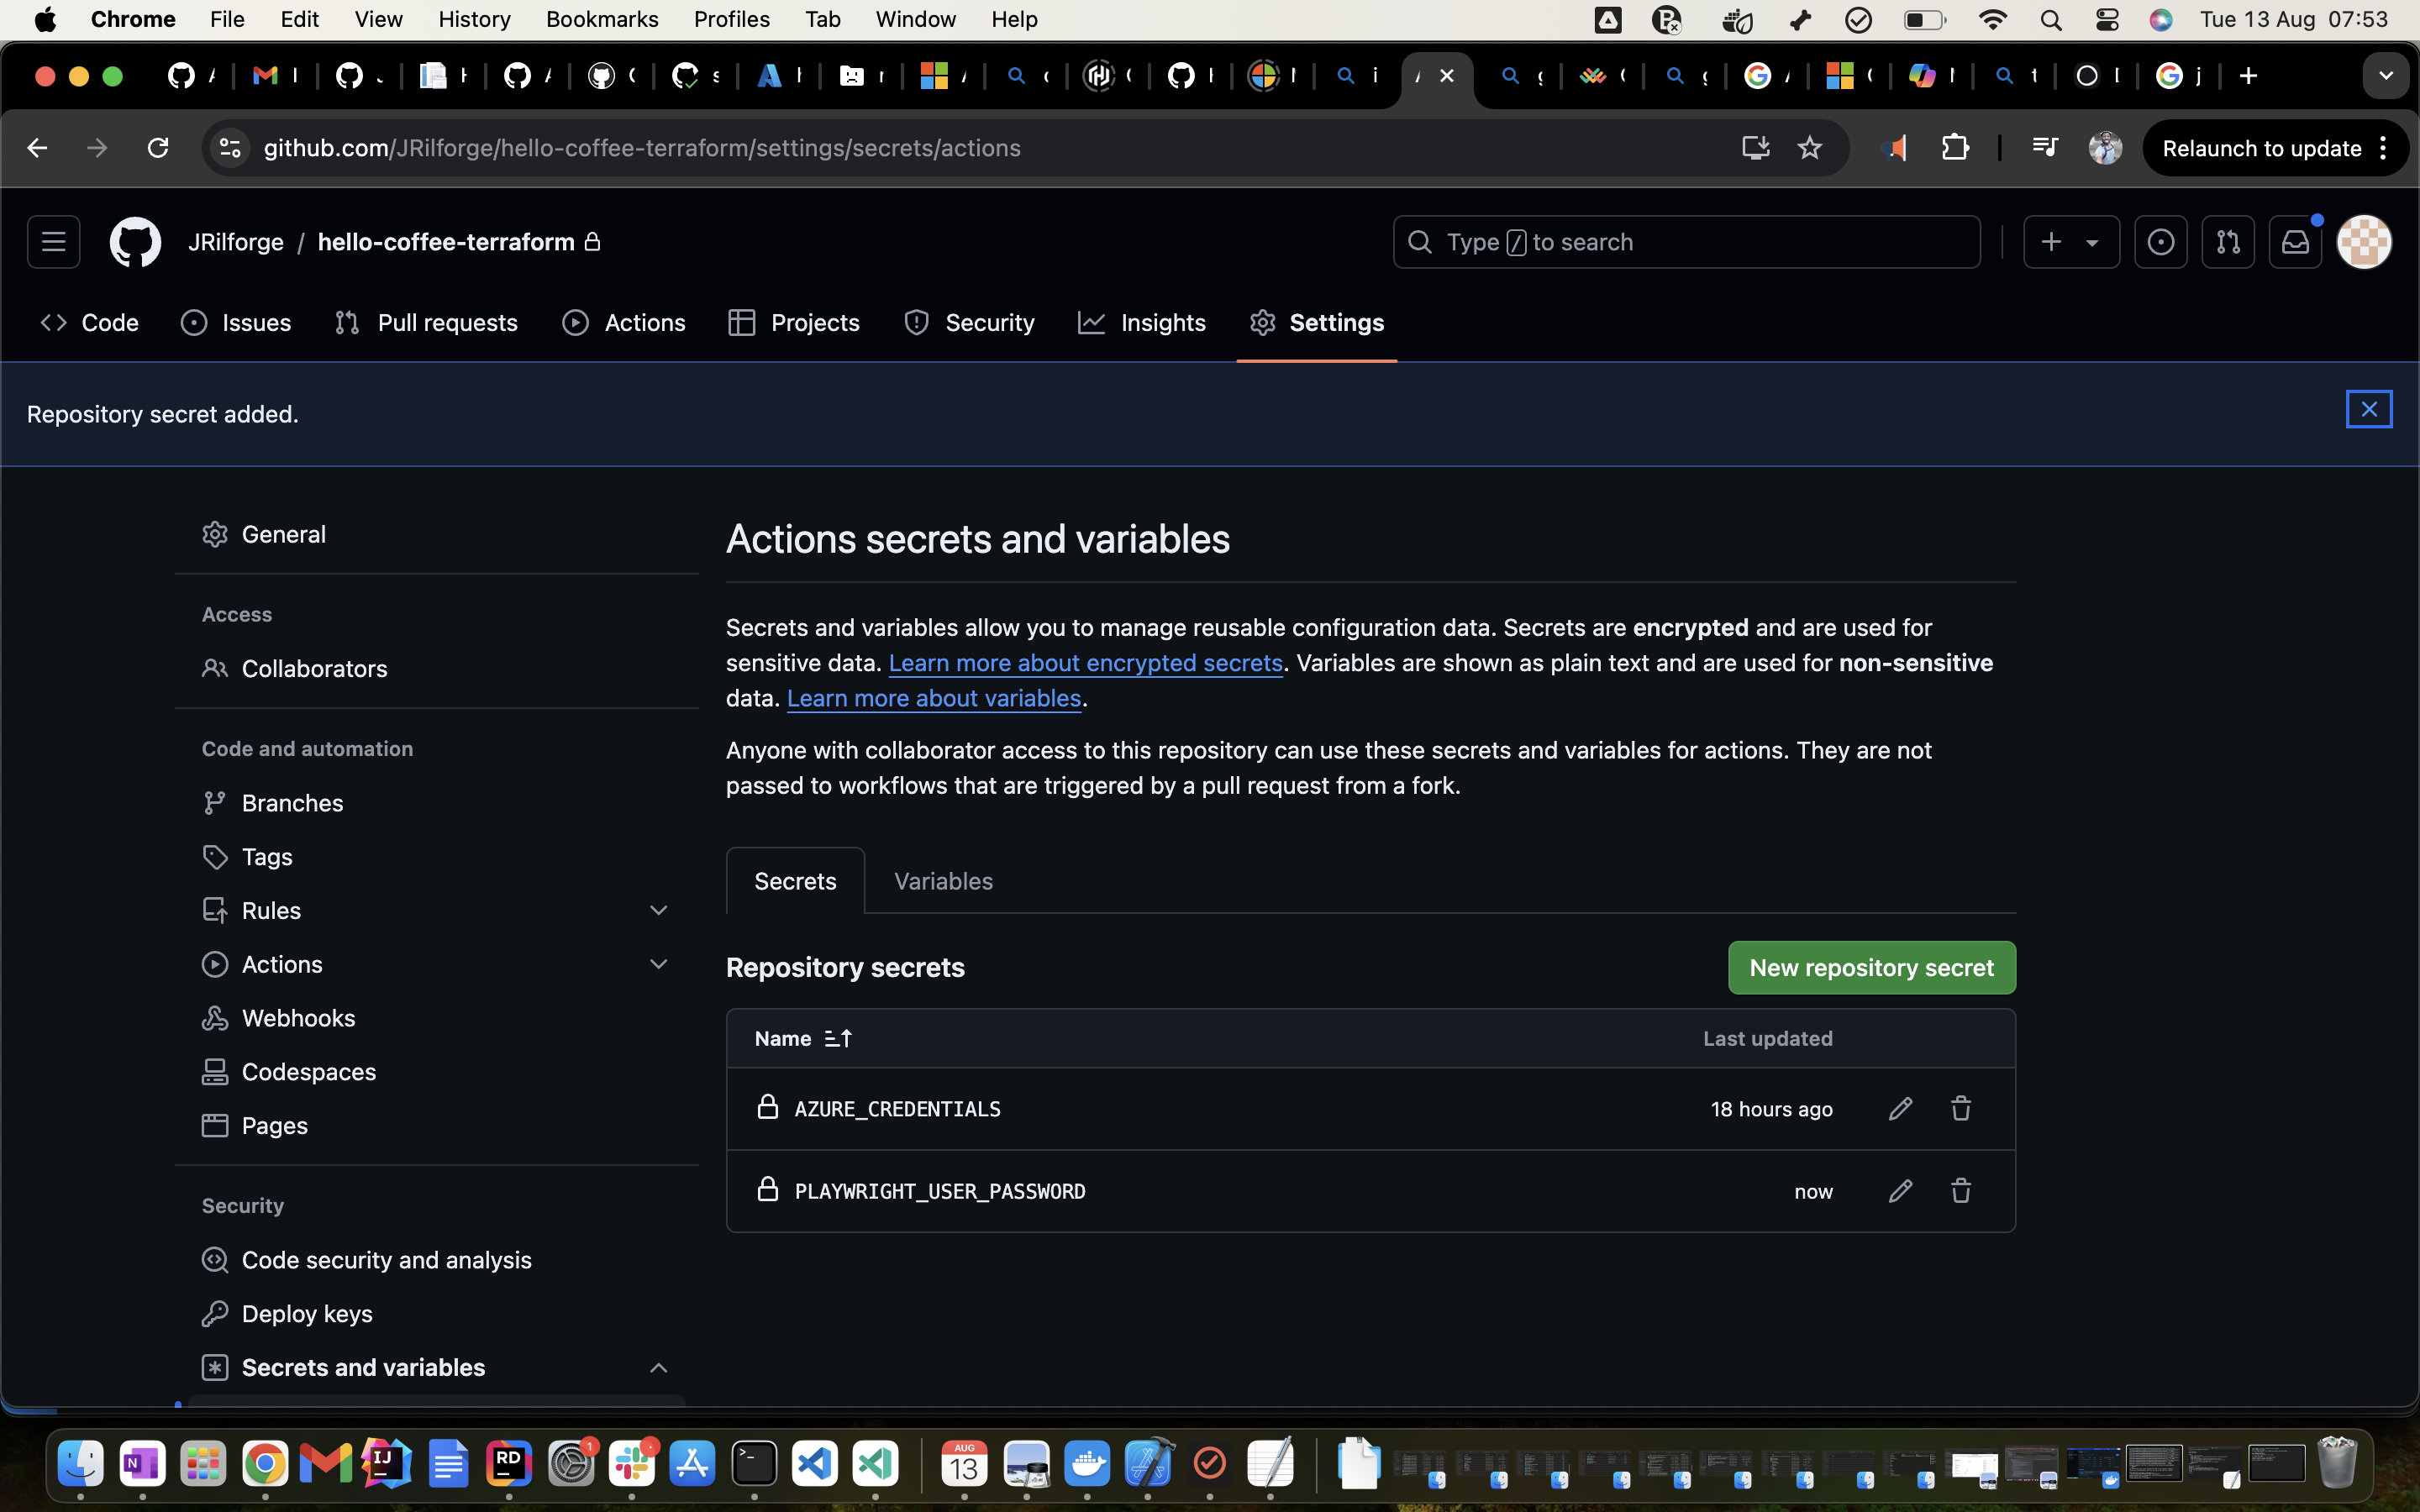 Chrome File Edit View History Bookmarks Profiles Tab Window Help Tue 13 Aug 07:53
github.com/JRilforge/hello-coffee-terraform/settings/secrets/actions Relaunch to update
JRilforge / hello-coffee-terraform Type / to search
Code Issues Pull requests Actions Projects Security Insights Settings
Repository secret added.
General
Access
Collaborators
Code and automation
Branches
Tags
Rules
Actions
Webhooks
Codespaces
Pages
Security
Code security and analysis
Deploy keys
Secrets and variables
Actions secrets and variables
Secrets and variables allow you to manage reusable configuration data. Secrets are encrypted and are used for
sensitive data. Learn more about encrypted secrets. Variables are shown as plain text and are used for non-sensitive
data. Learn more about variables.
Anyone with collaborator access to this repository can use these secrets and variables for actions. They are not
passed to workflows that are triggered by a pull request from a fork.
Secrets Variables
Repository secrets New repository secret
Name Last updated
AZURE_CREDENTIALS 18 hours ago
PLAYWRIGHT_USER_PASSWORD now
N IJ RD 1 AUG 13